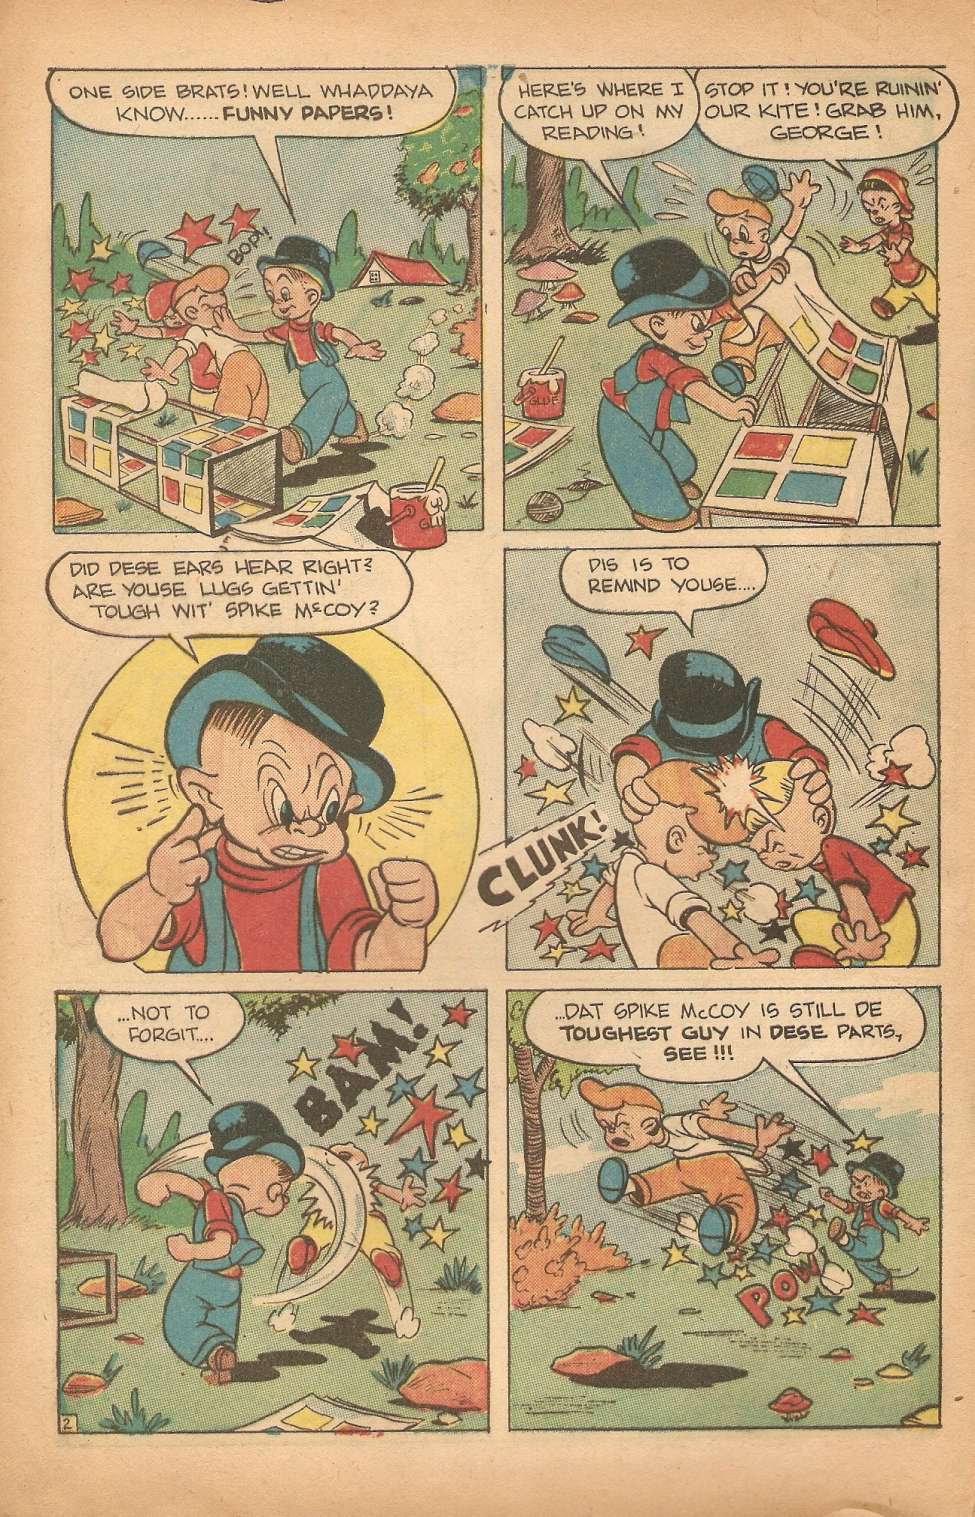 ONE SIDE BRATS! WELL WHADDAYA
KNOW...... FUNNY PAPERS!
BOP!
HERE'S WHERE I
CATCH UP ON MY
READING!
STOP IT! YOU'RE RUININ'
OUR KITE! GRAB HIM,
GEORGE!
GLUE
DID DESE EARS HEAR RIGHT?
ARE YOUSE LUGS GETTIN'
TOUGH WIT' SPIKE McCOY?
DIS IS TO
REMIND YOUSE....
CLUNK!
...NOT TO
FORGIT....
BAM!
2
...DAT SPIKE McCOY IS STILL DE
TOUGHEST GUY IN DESE PARTS,
SEE!!!
POW